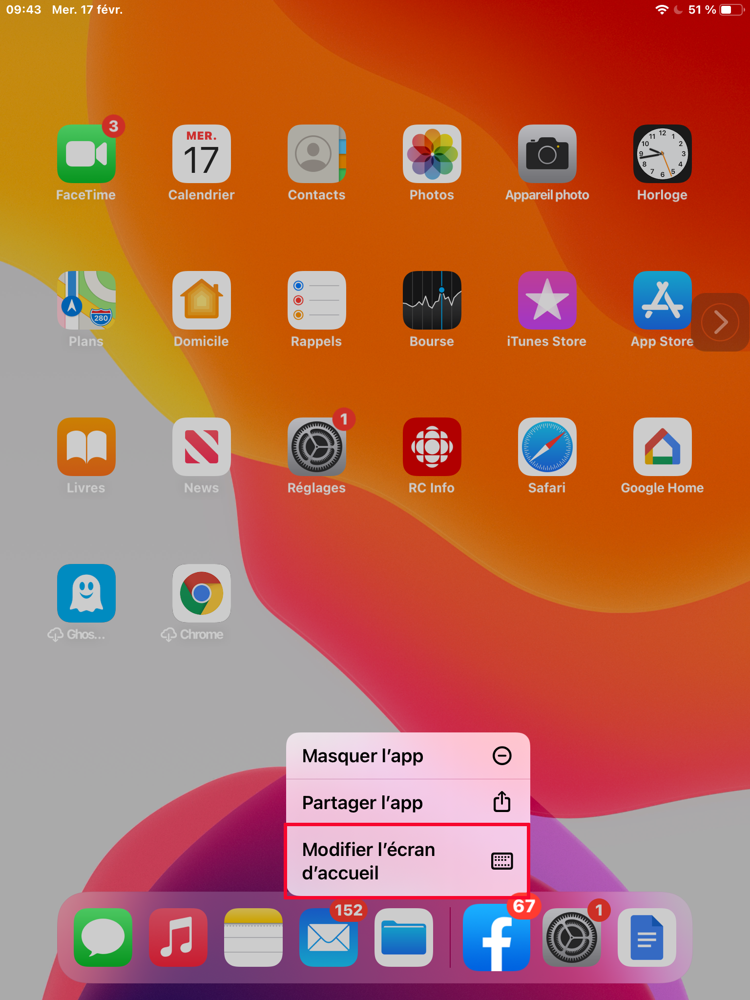 09:43 Mer. 17 févr. 51 %
3
MER.
17
12 1 2 3 4 5 6 7 8 9 10 11
FaceTime Calendrier Contacts Photos Appareil photo Horloge
280
Plans Domicile Rappels Bourse iTunes Store App Store
1
Livres News Réglages RC Info Safari Google Home
Ghos... Chrome
Masquer l’app
Partager l’app
Modifier l’écran
d’accueil
152 67 1